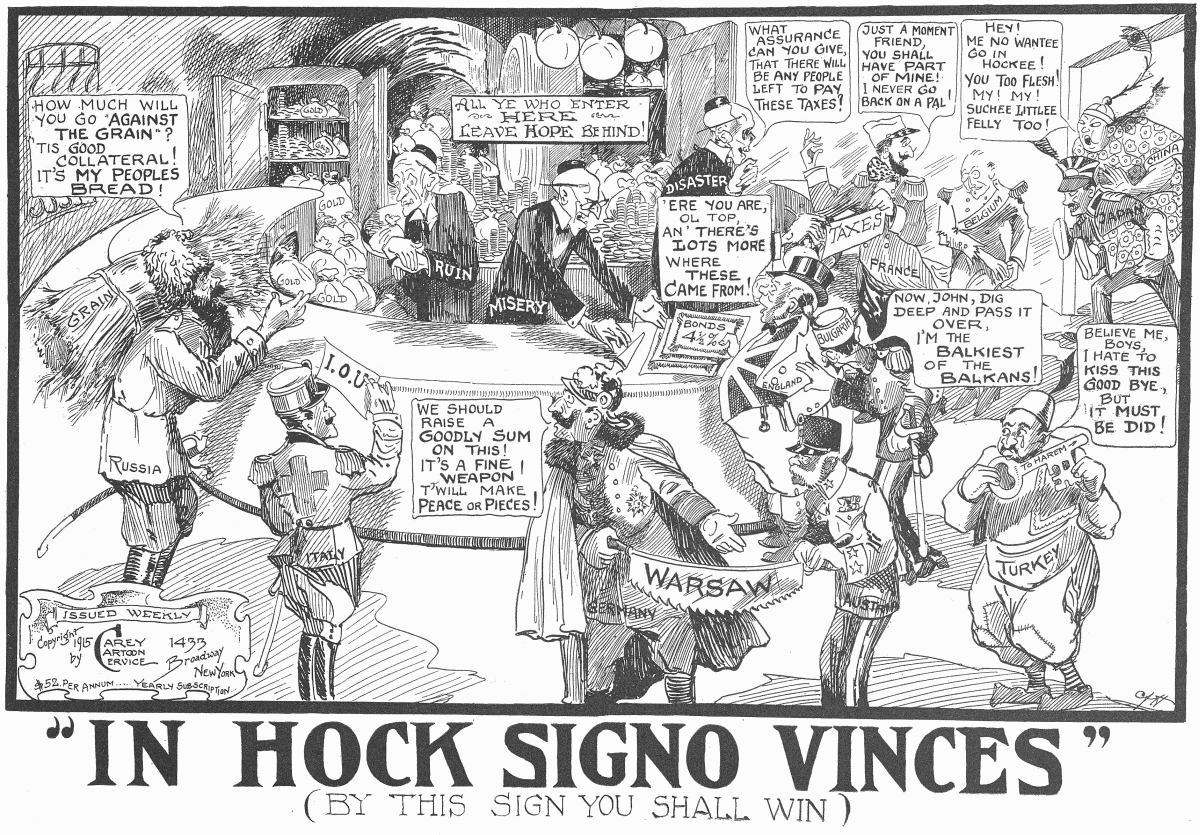 HOW MUCH WILL
YOU GO "AGAINST
THE GRAIN"?
'TIS GOOD
COLLATERAL!
IT'S MY PEOPLES
BREAD!
GOLD
GOLD
GOLD
GOLD
ALL YE WHO ENTER
HERE
LEAVE HOPE BEHIND!
WHAT
ASSURANCE
CAN YOU GIVE,
THAT THERE WILL
BE ANY PEOPLE
LEFT TO PAY
THESE TAXES!
JUST A MOMENT
FRIEND,
YOU SHALL
HAVE PART
OF MINE!
I NEVER GO
BACK ON A PAL!
HEY!
ME NO WANTEE
GO IN
HOCKEE!
YOU TOO FLESH!
MY! MY!
SUCHEE LITTLEE
FELLY TOO!
CHINA
JAPAN
DISASTER
'ERE YOU ARE,
OL TOP,
AN' THERE'S
LOTS MORE
WHERE
THESE
CAME FROM!
TAXES
FRANCE
BELGIUM
RUIN
MISERY
BONDS
4½%
GRAIN
RUSSIA
I.O.U.
ITALY
WE SHOULD
RAISE A
GOODLY SUM
ON THIS!
IT'S A FINE
WEAPON
T'WILL MAKE
PEACE OR PIECES!
ENGLAND
BULGARIA
NOW, JOHN, DIG
DEEP AND PASS IT
OVER,
I'M THE
BALKIEST
OF THE
BALKANS!
BELIEVE ME,
BOYS,
I HATE TO
KISS THIS
GOOD BYE,
BUT
IT MUST
BE DID!
TO HAREM
TURKEY
WARSAW
GERMANY
AUSTRIA
ISSUED WEEKLY
Copyright 1915
by CAREY
CARTOON
SERVICE
1433
Broadway
NEW YORK
$52. PER ANNUM..... YEARLY SUBSCRIPTION
"IN HOCK SIGNO VINCES"
(BY THIS SIGN YOU SHALL WIN)